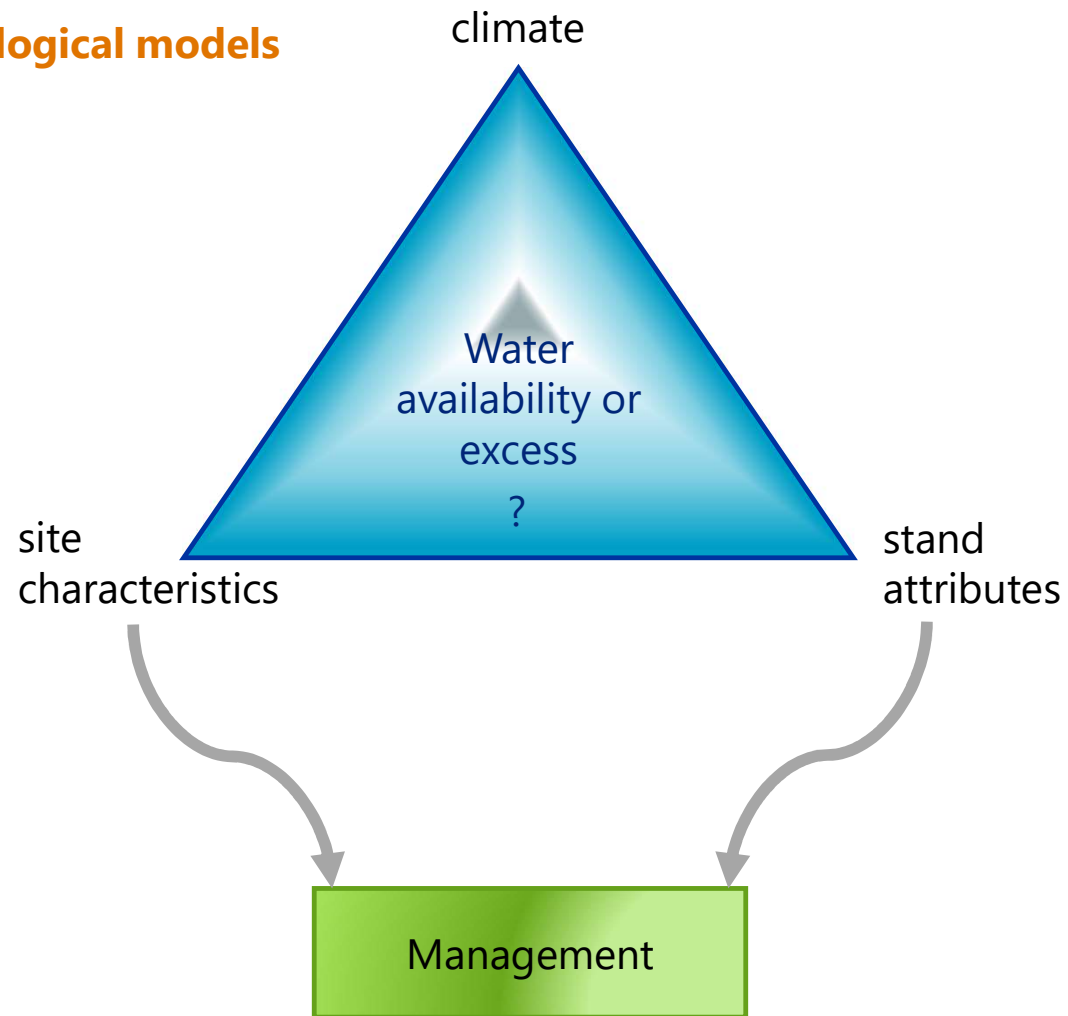 logical models
climate
Water
availability or
excess
?
site
characteristics
stand
attributes
Management